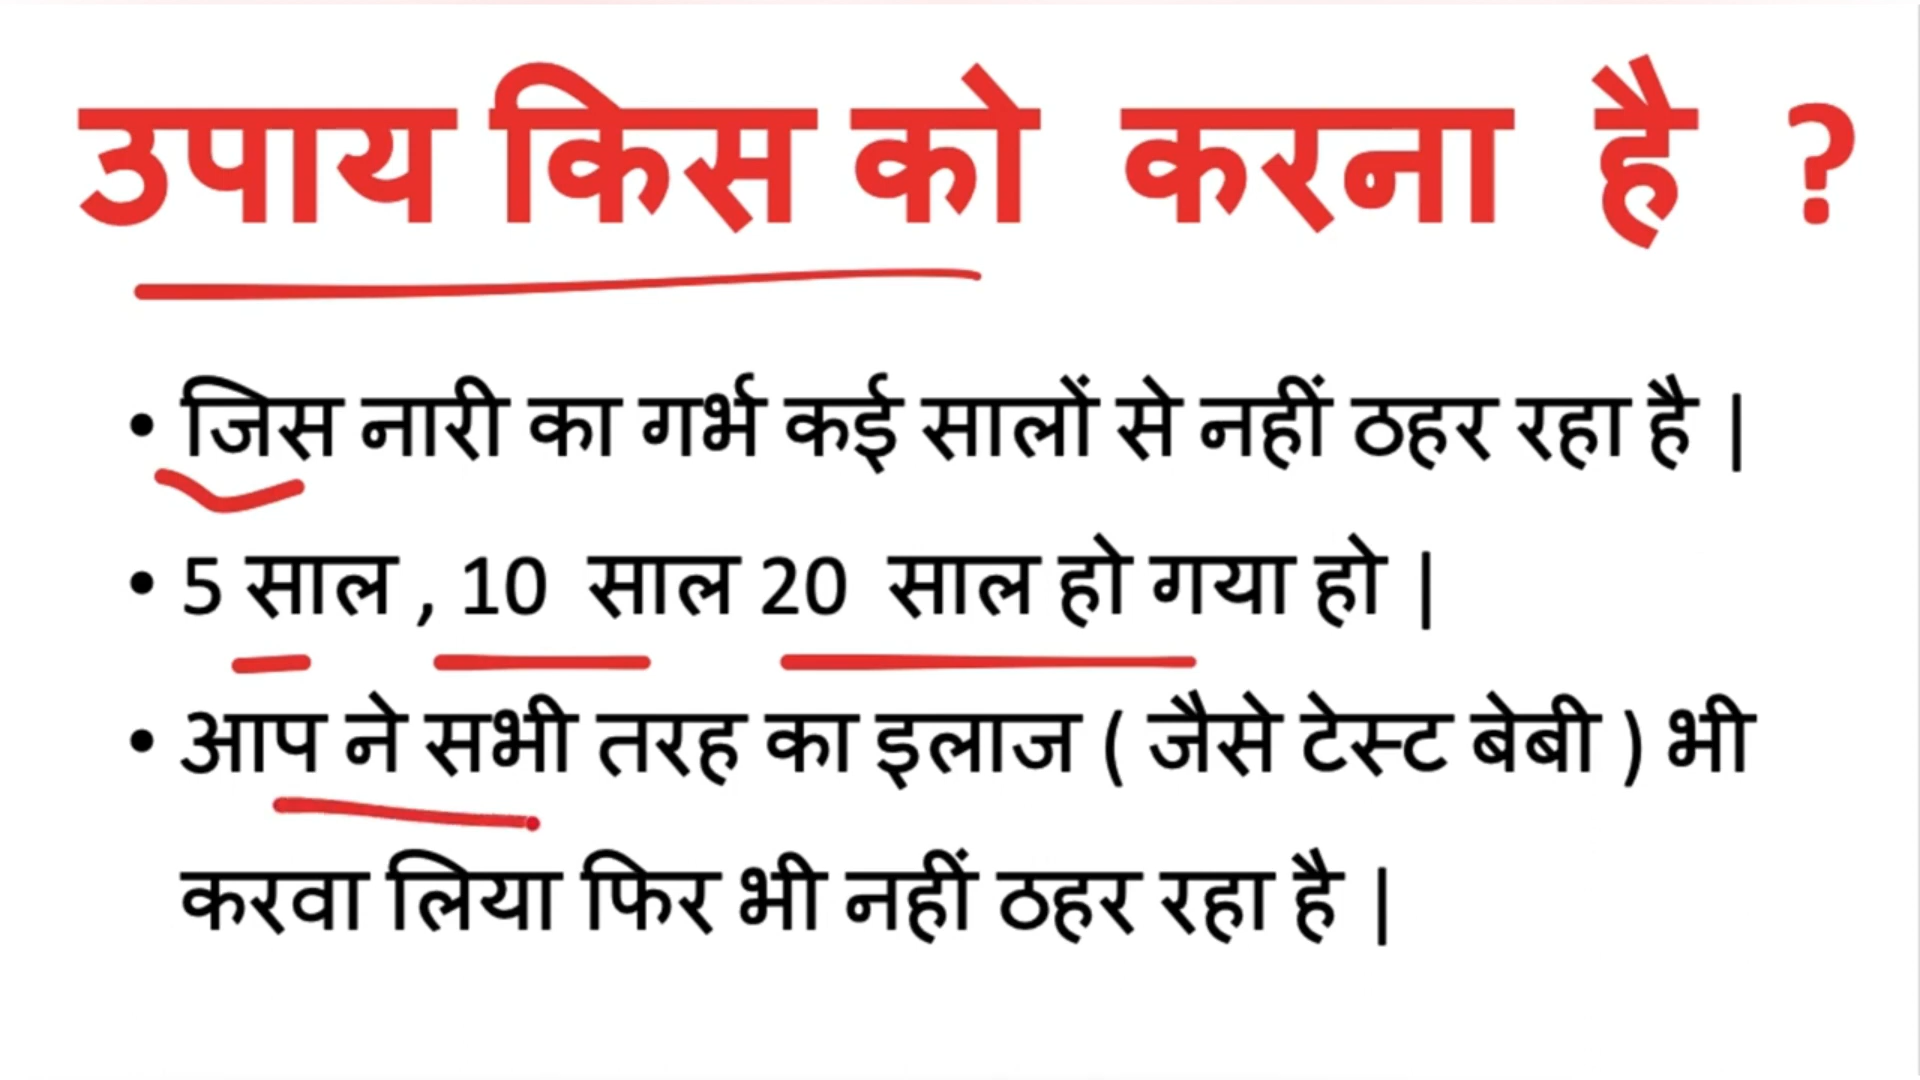 उपाय किस को करना है ?
• जिस नारी का गर्भ कई सालों से नहीं ठहर रहा है |
• 5 साल , 10 साल 20 साल हो गया हो |
• आप ने सभी तरह का इलाज ( जैसे टेस्ट बेबी ) भी
करवा लिया फिर भी नहीं ठहर रहा है |